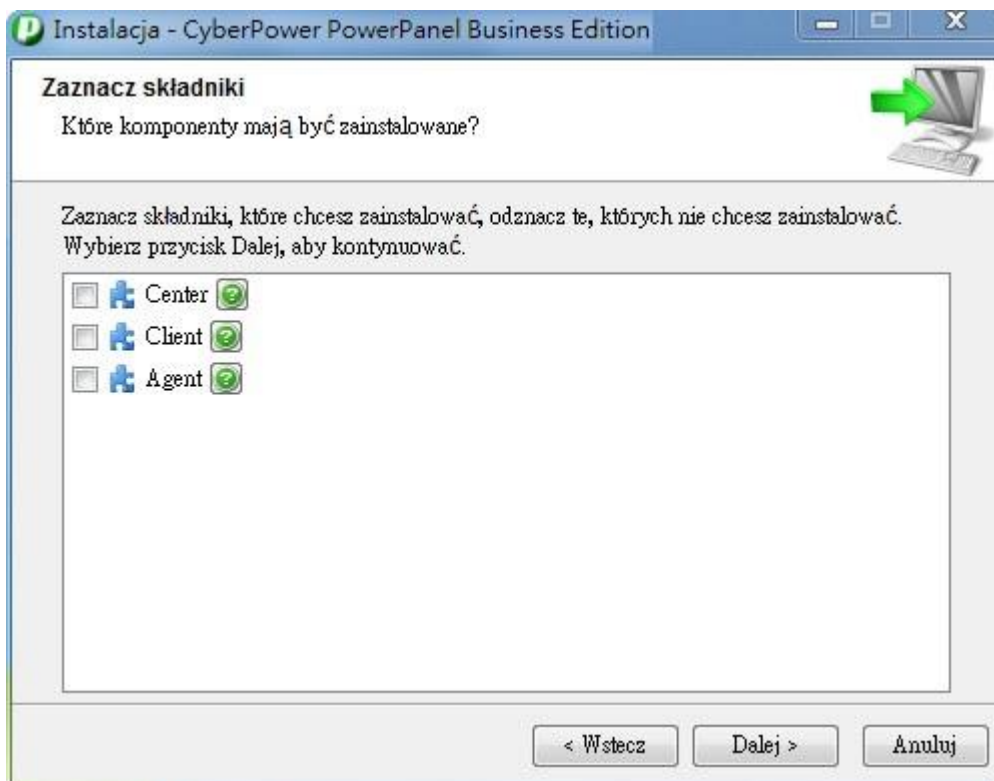 Instalacja - CyberPower PowerPanel Business Edition
Zaznacz składniki
Które komponenty mają być zainstalowane?
Zaznacz składniki, które chcesz zainstalować, odznacz te, których nie chcesz zainstalować.
Wybierz przycisk Dalej, aby kontynuować.
Center
Client
Agent
< Wstecz Dalej > Anuluj